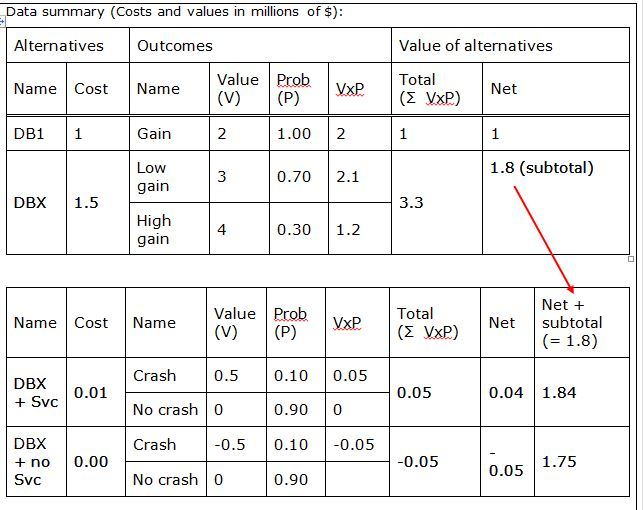 Data summary (Costs and values in millions of $):
Alternatives Outcomes Value of alternatives
Name Cost Name Value (V) Prob (P) VxP Total (Σ VxP) Net
DB1 1 Gain 2 1.00 2 1 1
DBX 1.5 Low gain 3 0.70 2.1 3.3 1.8 (subtotal)
High gain 4 0.30 1.2
Name Cost Name Value (V) Prob (P) VxP Total (Σ VxP) Net Net + subtotal (= 1.8)
DBX + Svc 0.01 Crash 0.5 0.10 0.05 0.05 0.04 1.84
No crash 0 0.90 0
DBX + no Svc 0.00 Crash -0.5 0.10 -0.05 -0.05 -0.05 1.75
No crash 0 0.90